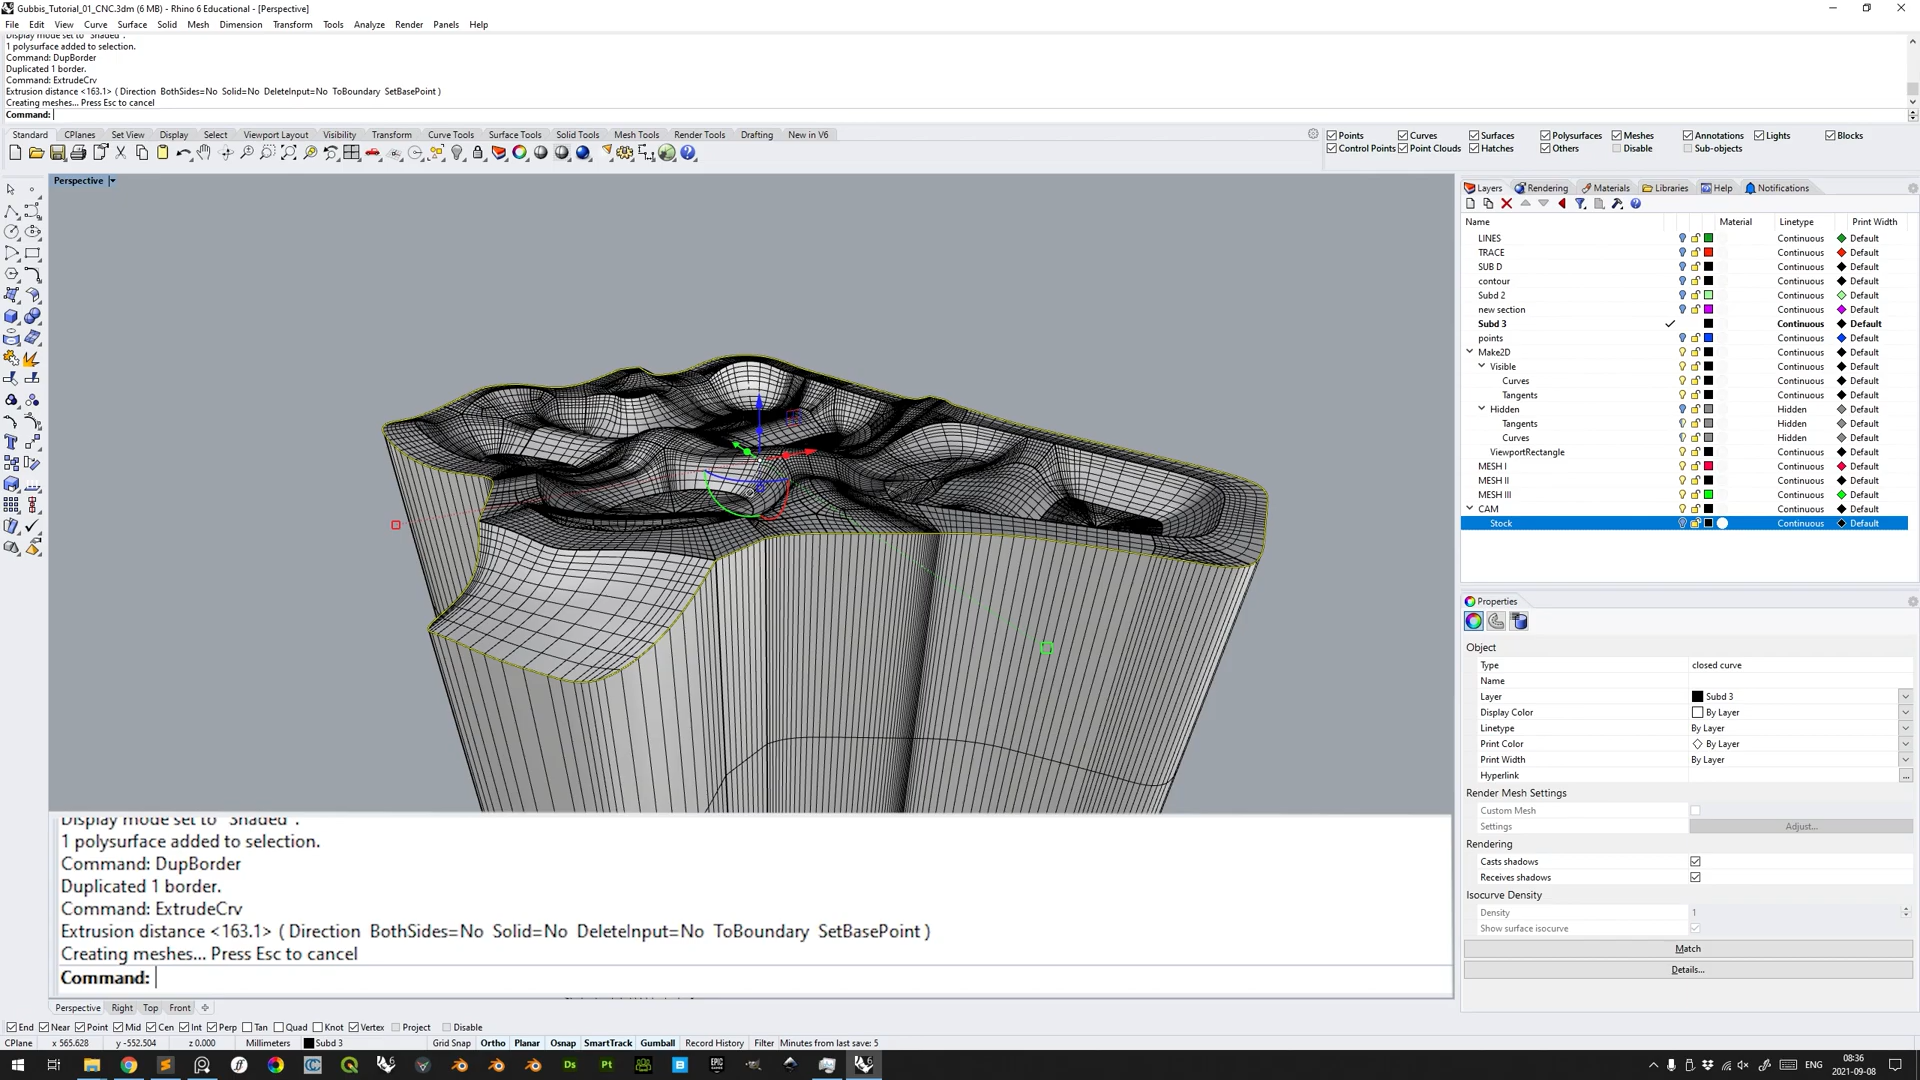 Gubbis_Tutorial_01_CNC.3dm (6 MB) - Rhino 6 Educational - [Perspective]
File Edit View Curve Surface Solid Mesh Dimension Transform Tools Analyze Render Panels Help
Display mode set to "Shaded".
1 polysurface added to selection.
Command: DupBorder
Duplicated 1 border.
Command: ExtrudeCrv
Extrusion distance <163.1> ( Direction BothSides=No Solid=No DeleteInput=No ToBoundary SetBasePoint )
Creating meshes... Press Esc to cancel
Command:
Standard CPlanes Set View Display Select Viewport Layout Visibility Transform Curve Tools Surface Tools Solid Tools Mesh Tools Render Tools Drafting New in V6
Points Curves Surfaces Polysurfaces Meshes Annotations Lights Blocks
Control Points Point Clouds Hatches Others Disable Sub-objects
Perspective
Layers Rendering Materials Libraries Help Notifications
Name Material Linetype Print Width
LINES Continuous Default
TRACE Continuous Default
SUB D Continuous Default
contour Continuous Default
Subd 2 Continuous Default
new section Continuous Default
Subd 3 Continuous Default
points Continuous Default
Make2D Continuous Default
Visible Continuous Default
Curves Continuous Default
Tangents Continuous Default
Hidden Hidden Default
Tangents Hidden Default
Curves Hidden Default
ViewportRectangle Continuous Default
MESH I Continuous Default
MESH II Continuous Default
MESH III Continuous Default
CAM Continuous Default
Stock Continuous Default
Properties
Object
Type closed curve
Name
Layer Subd 3
Display Color By Layer
Linetype By Layer
Print Color By Layer
Print Width By Layer
Hyperlink ...
Render Mesh Settings
Custom Mesh
Settings Adjust...
Rendering
Casts shadows
Receives shadows
Isocurve Density
Density 1
Show surface isocurve
Match
Details...
Display mode set to "Shaded".
1 polysurface added to selection.
Command: DupBorder
Duplicated 1 border.
Command: ExtrudeCrv
Extrusion distance <163.1> ( Direction BothSides=No Solid=No DeleteInput=No ToBoundary SetBasePoint )
Creating meshes... Press Esc to cancel
Command:
Perspective Right Top Front
End Near Point Mid Cen Int Perp Tan Quad Knot Vertex Project Disable
CPlane x 565.628 y -552.504 z 0.000 Millimeters Subd 3 Grid Snap Ortho Planar Osnap SmartTrack Gumball Record History Filter Minutes from last save: 5
Ds Pt B EPIC 6 ENG 08:36
2021-09-08